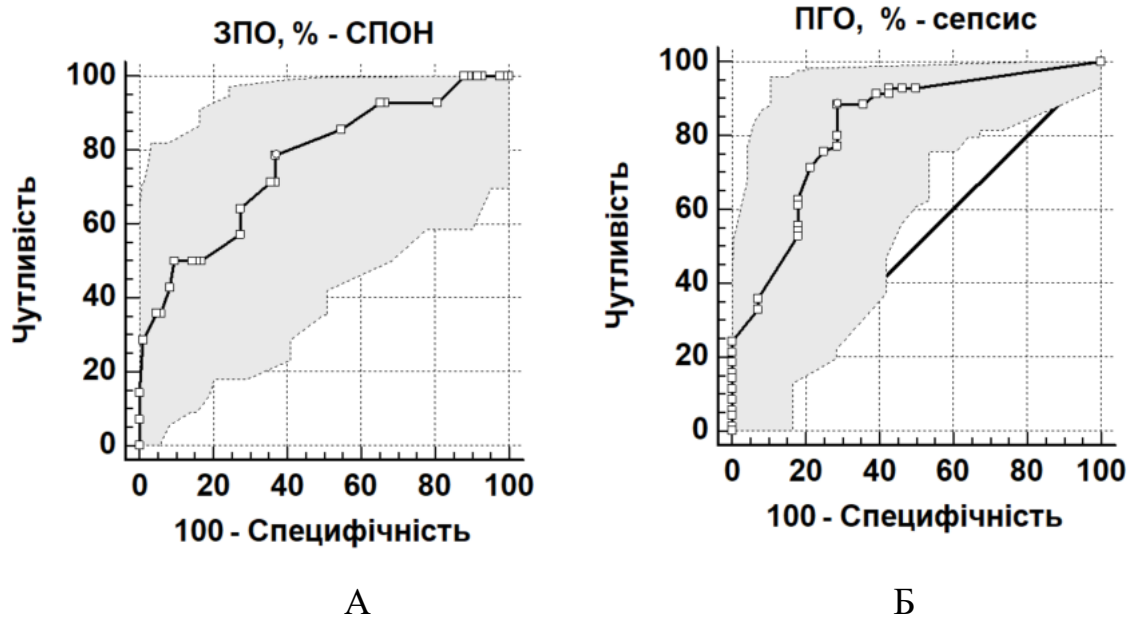 ЗПО, % - СПОН
100
80
60
40
20
0
Чутливість
0 20 40 60 80 100
100 - Специфічність
А
ПГО, % - сепсис
100
80
60
40
20
0
Чутливість
0 20 40 60 80 100
100 - Специфічність
Б